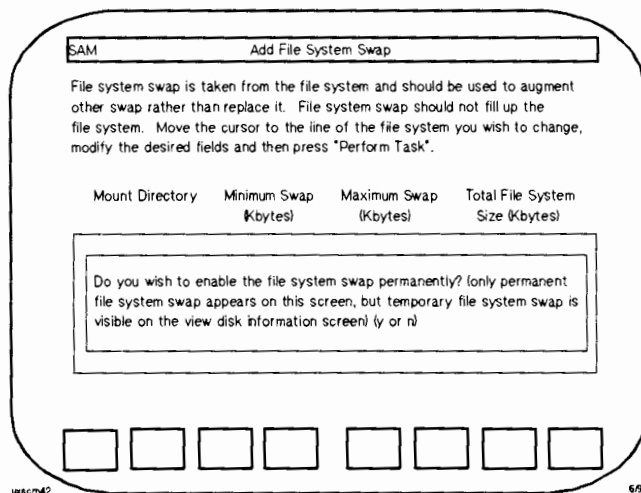 SAM Add File System Swap
File system swap is taken from the file system and should be used to augment
other swap rather than replace it. File system swap should not fill up the
file system. Move the cursor to the line of the file system you wish to change,
modify the desired fields and then press "Perform Task".
Mount Directory Minimum Swap Maximum Swap Total File System
(Kbytes) (Kbytes) Size (Kbytes)
Do you wish to enable the file system swap permanently? (only permanent
file system swap appears on this screen, but temporary file system swap is
visible on the view disk information screen) (y or n)